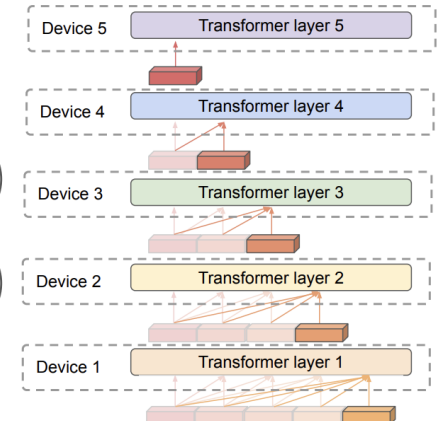 Device 5 Transformer layer 5
Device 4 Transformer layer 4
Device 3 Transformer layer 3
Device 2 Transformer layer 2
Device 1 Transformer layer 1